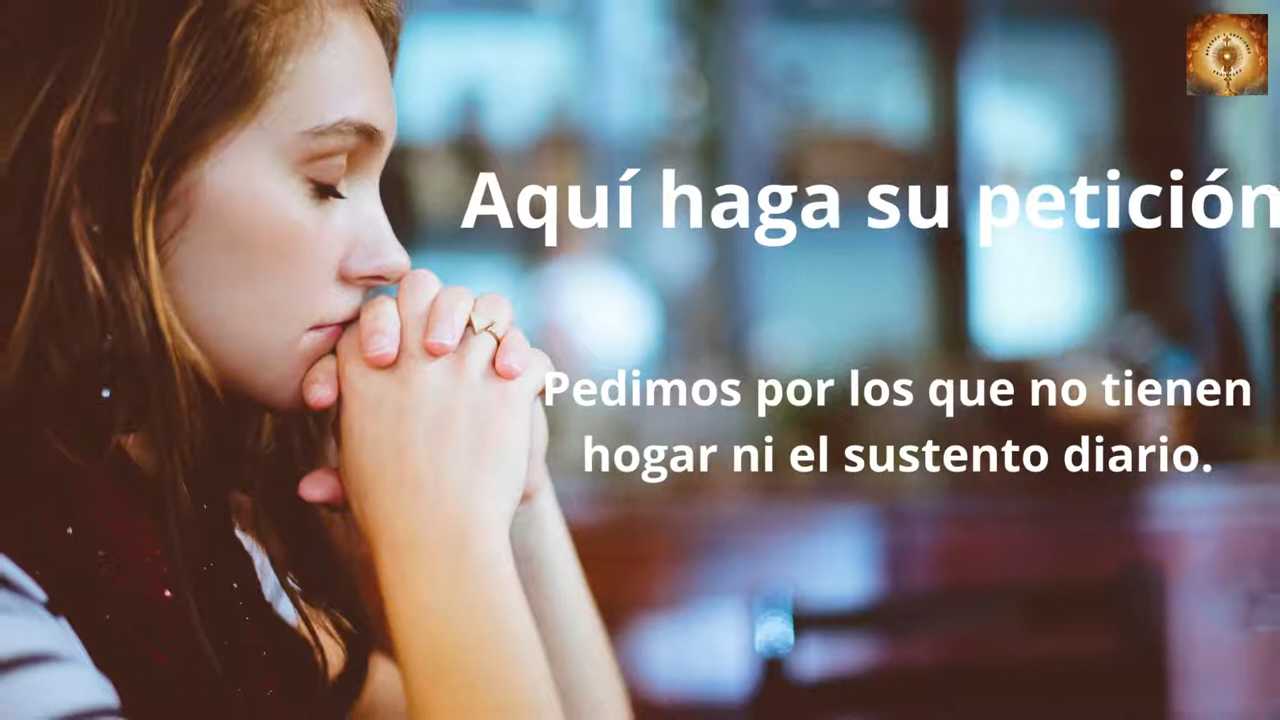 Aquí haga su petición
Pedimos por los que no tienen
hogar ni el sustento diario.